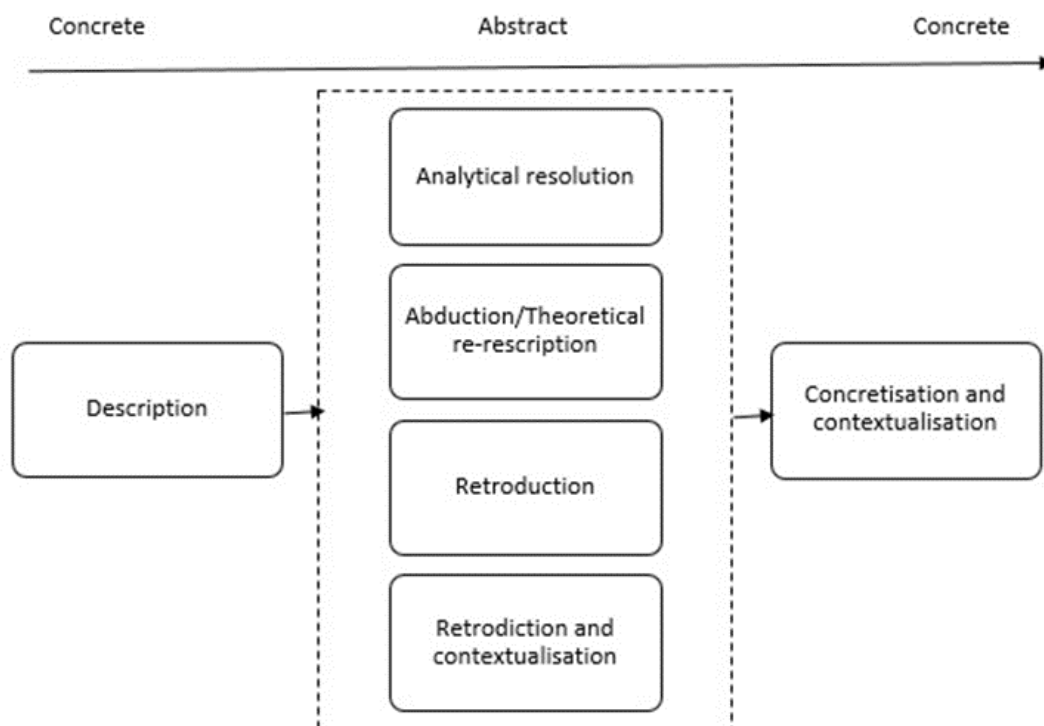 Concrete
Abstract
Concrete
Analytical resolution
Abduction/Theoretical
re-rescription
Description
Concretisation and
contextualisation
Retroduction
Retrodiction and
contextualisation